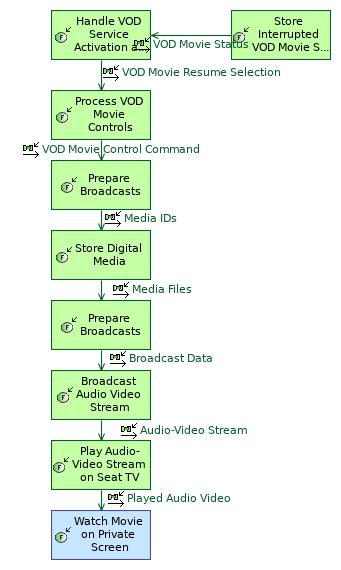 Handle VOD
Service
Activation a...
Store
Interrupted
VOD Movie S...
VOD Movie Status
VOD Movie Resume Selection
Process VOD
Movie
Controls
VOD Movie Control Command
Prepare
Broadcasts
Media IDs
Store Digital
Media
Media Files
Prepare
Broadcasts
Broadcast Data
Broadcast
Audio Video
Stream
Audio-Video Stream
Play Audio-
Video Stream
on Seat TV
Played Audio Video
Watch Movie
on Private
Screen